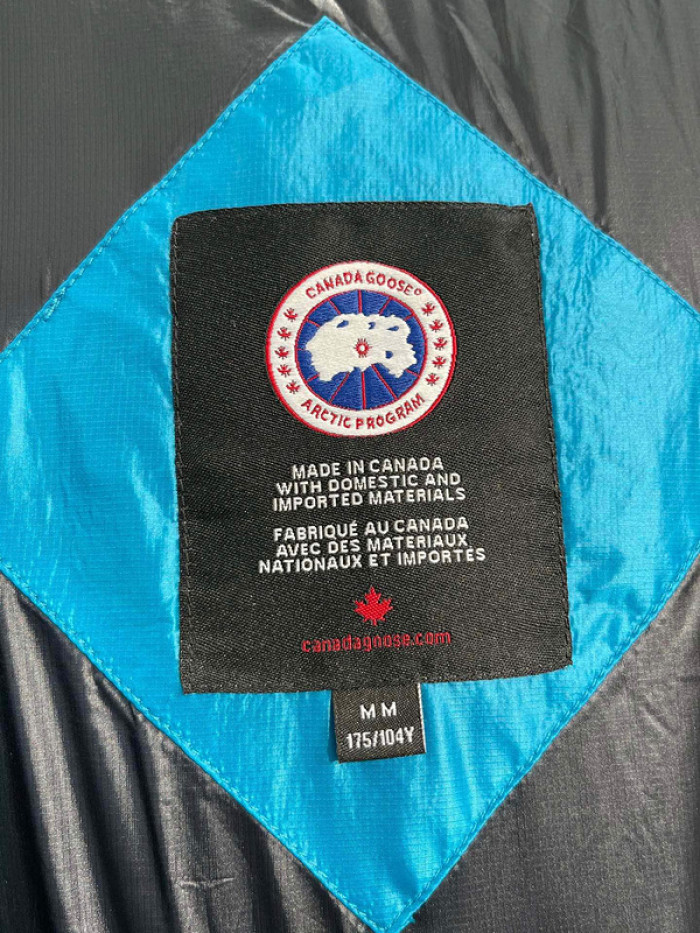 CANADA GOOSE®
ARCTIC PROGRAM
MADE IN CANADA
WITH DOMESTIC AND
IMPORTED MATERIALS
FABRIQUÉ AU CANADA
AVEC DES MATERIAUX
NATIONAUX ET IMPORTÉS
canadagoose.com
M M
175/104Y